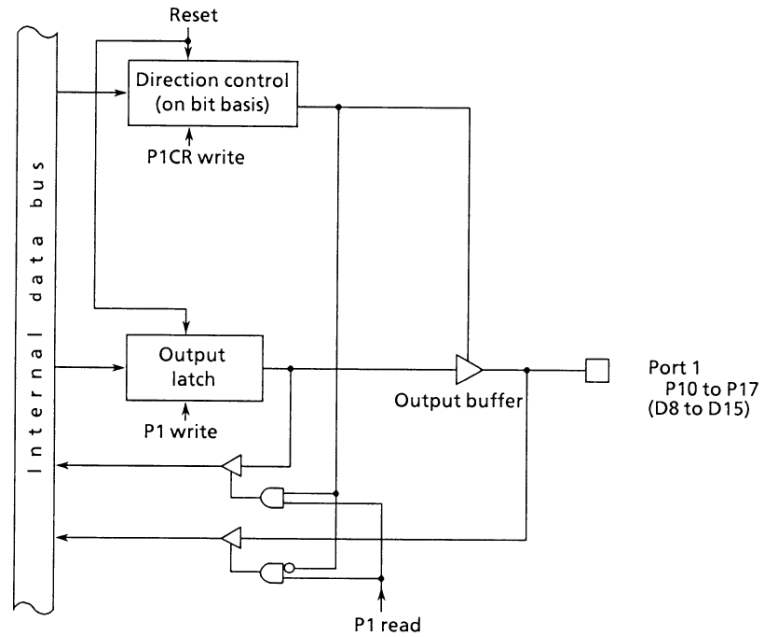 Reset
Direction control
(on bit basis)
P1CR write
Internal data bus
Output
latch
P1 write
Output buffer
Port 1
P10 to P17
(D8 to D15)
P1 read